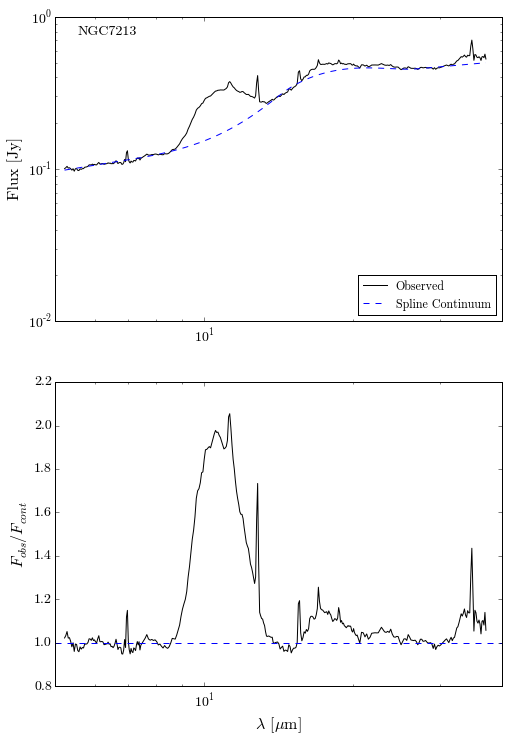 NGC7213
10^0
10^-1
10^-2
Flux [Jy]
Observed
Spline Continuum
10^1
2.2
2.0
1.8
1.6
1.4
1.2
1.0
0.8
F_obs/F_cont
10^1
λ [μm]